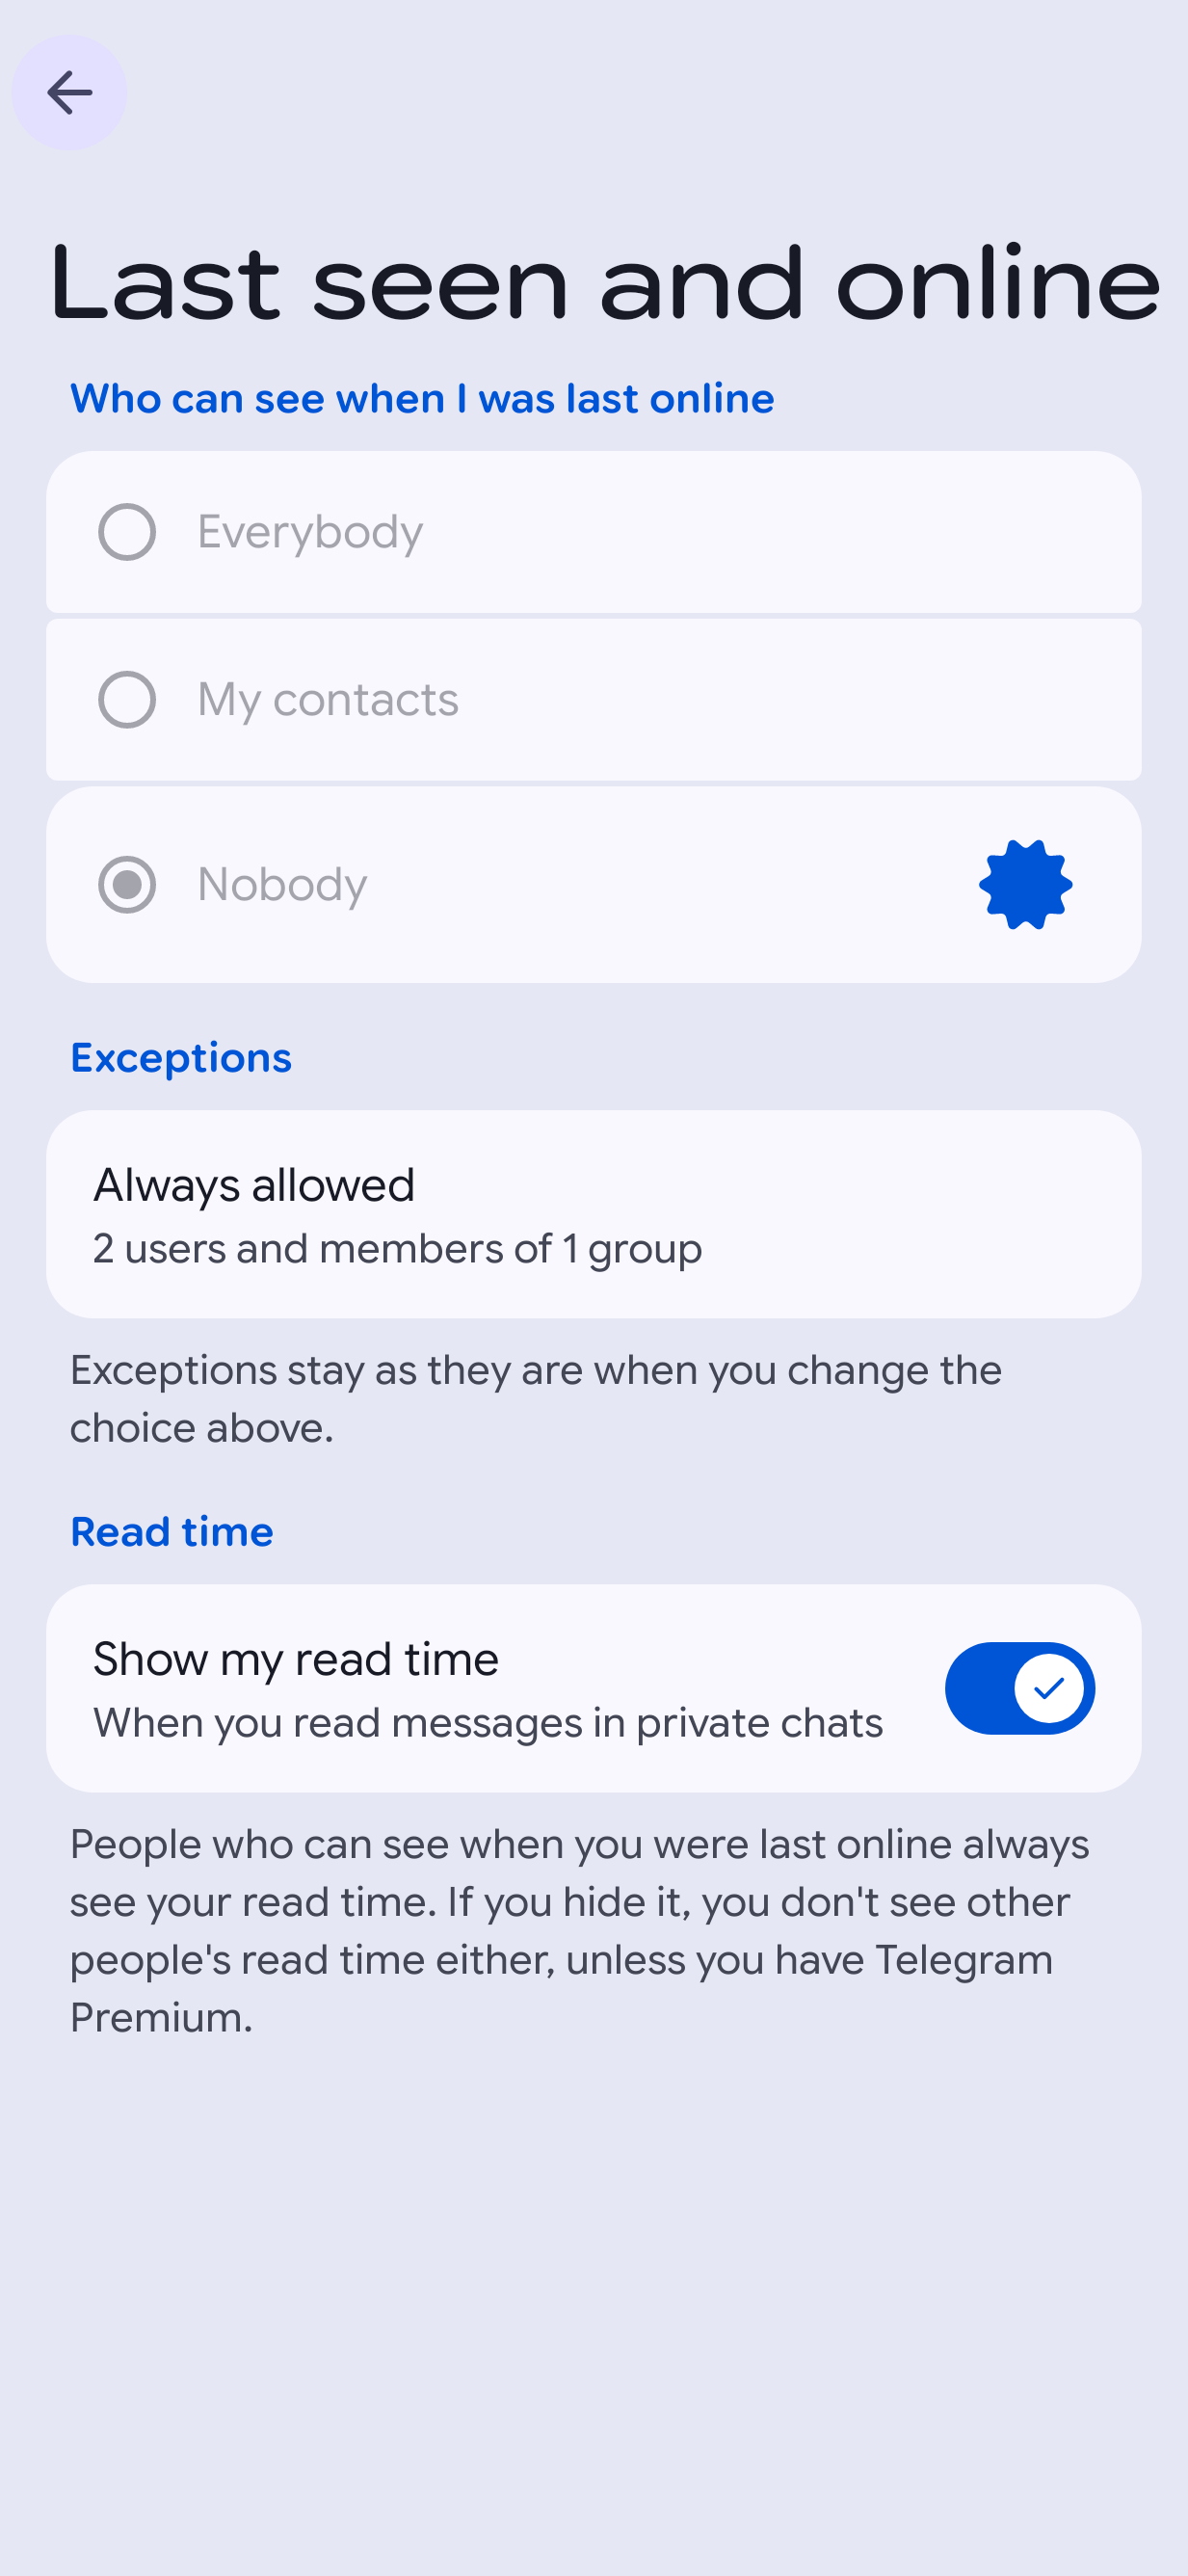 Last seen and online
Who can see when I was last online
Everybody
My contacts
Nobody
Exceptions
Always allowed
2 users and members of 1 group
Exceptions stay as they are when you change the
choice above.
Read time
Show my read time
When you read messages in private chats
People who can see when you were last online always
see your read time. If you hide it, you don't see other
people's read time either, unless you have Telegram
Premium.